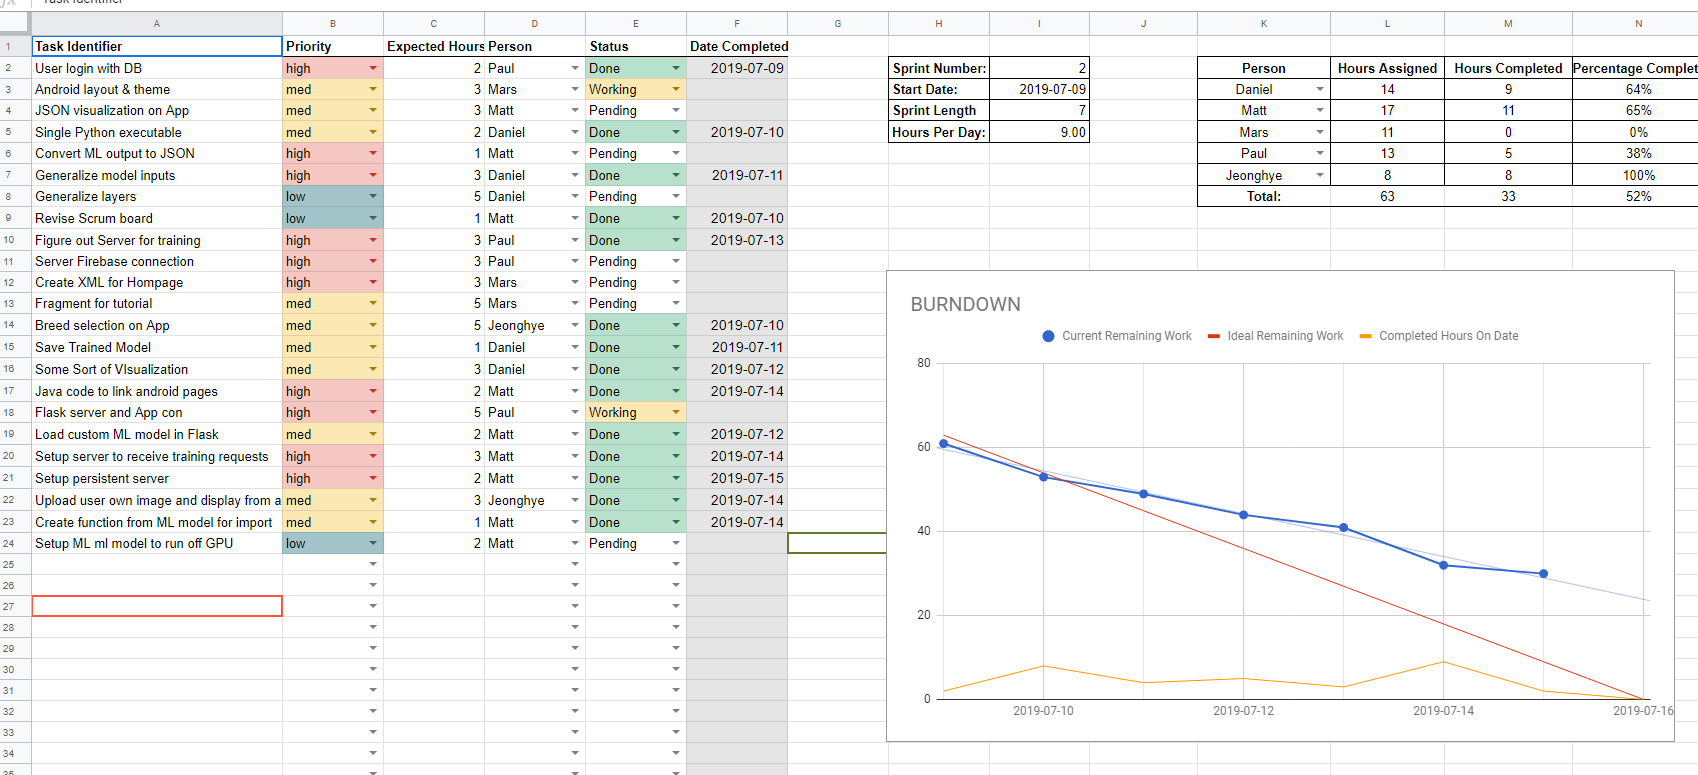 A B C D E F G H I J K L M N
1 Task Identifier Priority Expected Hours Person Status Date Completed
2 User login with DB high 2 Paul Done 2019-07-09 Sprint Number: 2 Person Hours Assigned Hours Completed Percentage Complet
3 Android layout & theme med 3 Mars Working Start Date: 2019-07-09 Daniel 14 9 64%
4 JSON visualization on App med 3 Matt Pending Sprint Length 7 Matt 17 11 65%
5 Single Python executable med 2 Daniel Done 2019-07-10 Hours Per Day: 9.00 Mars 11 0 0%
6 Convert ML output to JSON high 1 Matt Pending Paul 13 5 38%
7 Generalize model inputs high 3 Daniel Done 2019-07-11 Jeonghye 8 8 100%
8 Generalize layers low 5 Daniel Pending Total: 63 33 52%
9 Revise Scrum board low 1 Matt Done 2019-07-10
10 Figure out Server for training high 3 Paul Done 2019-07-13
11 Server Firebase connection high 3 Paul Pending
12 Create XML for Hompage high 3 Mars Pending
13 Fragment for tutorial med 5 Mars Pending
14 Breed selection on App med 5 Jeonghye Done 2019-07-10
15 Save Trained Model med 1 Daniel Done 2019-07-11
16 Some Sort of VIsualization med 3 Daniel Done 2019-07-12
17 Java code to link android pages high 2 Matt Done 2019-07-14
18 Flask server and App con high 5 Paul Working
19 Load custom ML model in Flask med 2 Matt Done 2019-07-12
20 Setup server to receive training requests high 3 Matt Done 2019-07-14
21 Setup persistent server high 2 Matt Done 2019-07-15
22 Upload user own image and display from a med 3 Jeonghye Done 2019-07-14
23 Create function from ML model for import med 1 Matt Done 2019-07-14
24 Setup ML ml model to run off GPU low 2 Matt Pending
25
26
27
28
29
30
31
32
33
34
BURNDOWN
Current Remaining Work Ideal Remaining Work Completed Hours On Date
80
60
40
20
0
2019-07-10 2019-07-12 2019-07-14 2019-07-16